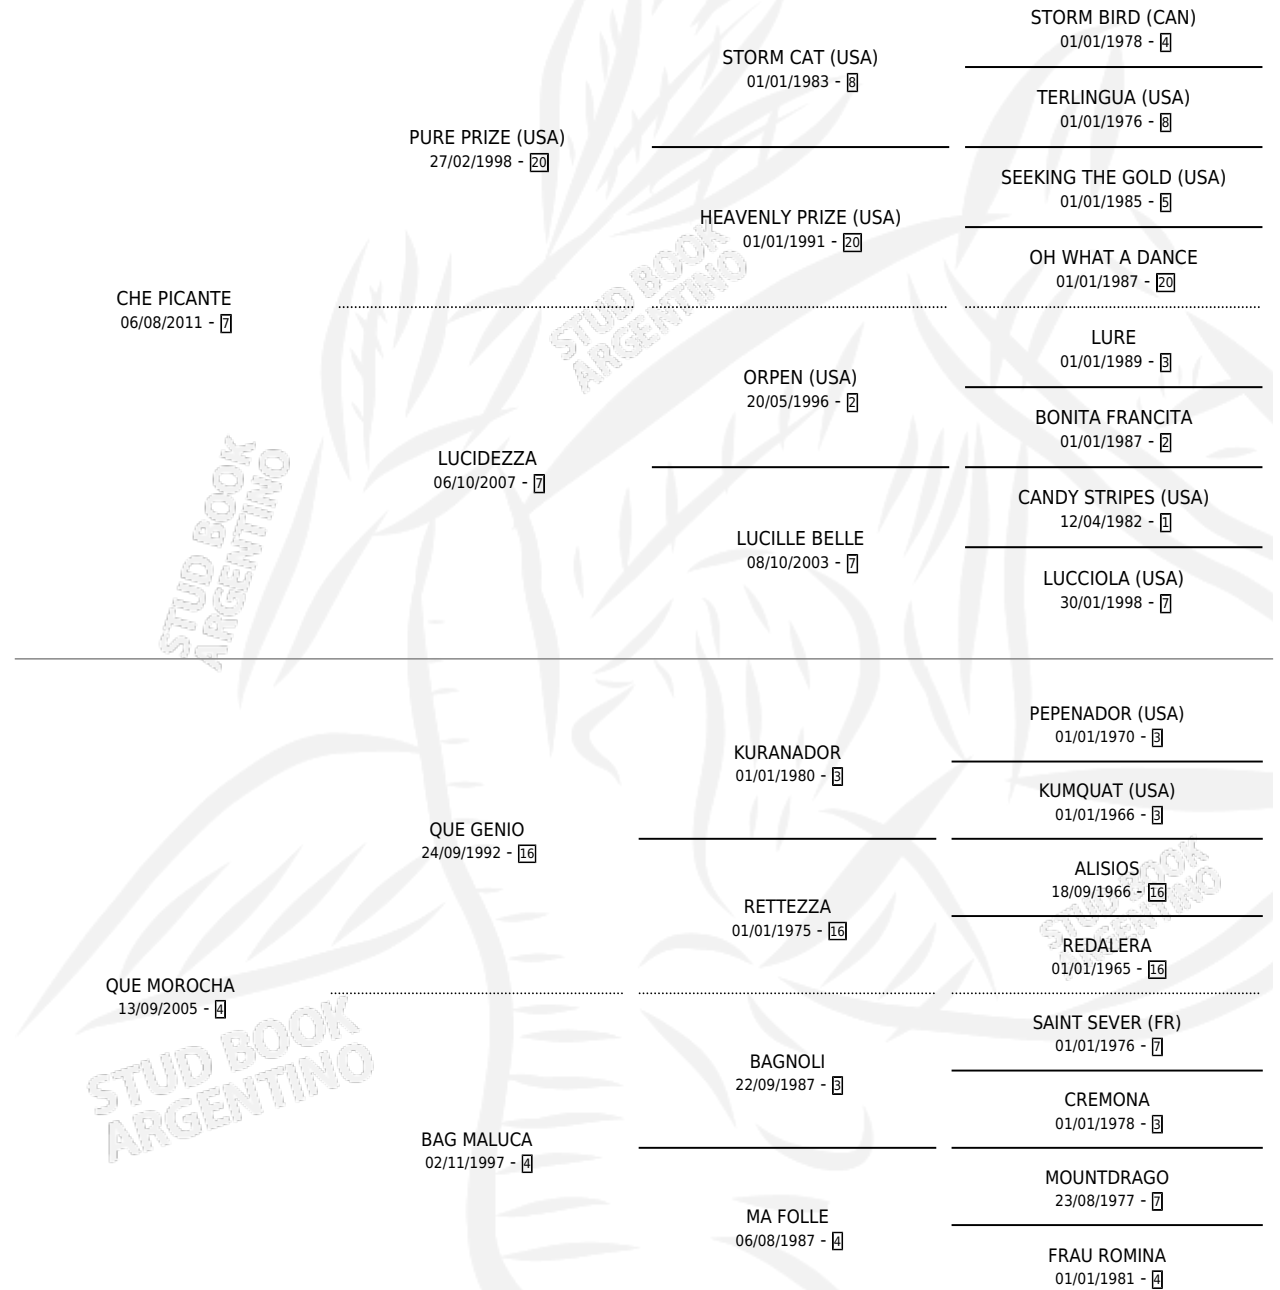 STORM BIRD (CAN)
01/01/1978 - 4
STORM CAT (USA)
01/01/1983 - 8
TERLINGUA (USA)
01/01/1976 - 8
PURE PRIZE (USA)
27/02/1998 - 20
SEEKING THE GOLD (USA)
01/01/1985 - 5
HEAVENLY PRIZE (USA)
01/01/1991 - 20
OH WHAT A DANCE
01/01/1987 - 20
CHE PICANTE
06/08/2011 - 7
LURE
01/01/1989 - 3
ORPEN (USA)
20/05/1996 - 2
BONITA FRANCITA
01/01/1987 - 2
LUCIDEZZA
06/10/2007 - 7
CANDY STRIPES (USA)
12/04/1982 - 1
LUCILLE BELLE
08/10/2003 - 7
LUCCIOLA (USA)
30/01/1998 - 7
PEPENADOR (USA)
01/01/1970 - 3
KURANADOR
01/01/1980 - 3
KUMQUAT (USA)
01/01/1966 - 3
QUE GENIO
24/09/1992 - 16
ALISIOS
18/09/1966 - 16
RETTEZZA
01/01/1975 - 16
REDALERA
01/01/1965 - 16
QUE MOROCHA
13/09/2005 - 4
SAINT SEVER (FR)
01/01/1976 - 7
BAGNOLI
22/09/1987 - 3
CREMONA
01/01/1978 - 3
BAG MALUCA
02/11/1997 - 4
MOUNTDRAGO
23/08/1977 - 7
MA FOLLE
06/08/1987 - 4
FRAU ROMINA
01/01/1981 - 4
STUD BOOK
ARGENTINO
STUD BOOK
ARGENTINO
STUD BOOK
ARGENTINO
STUD BOOK
ARGENTINO